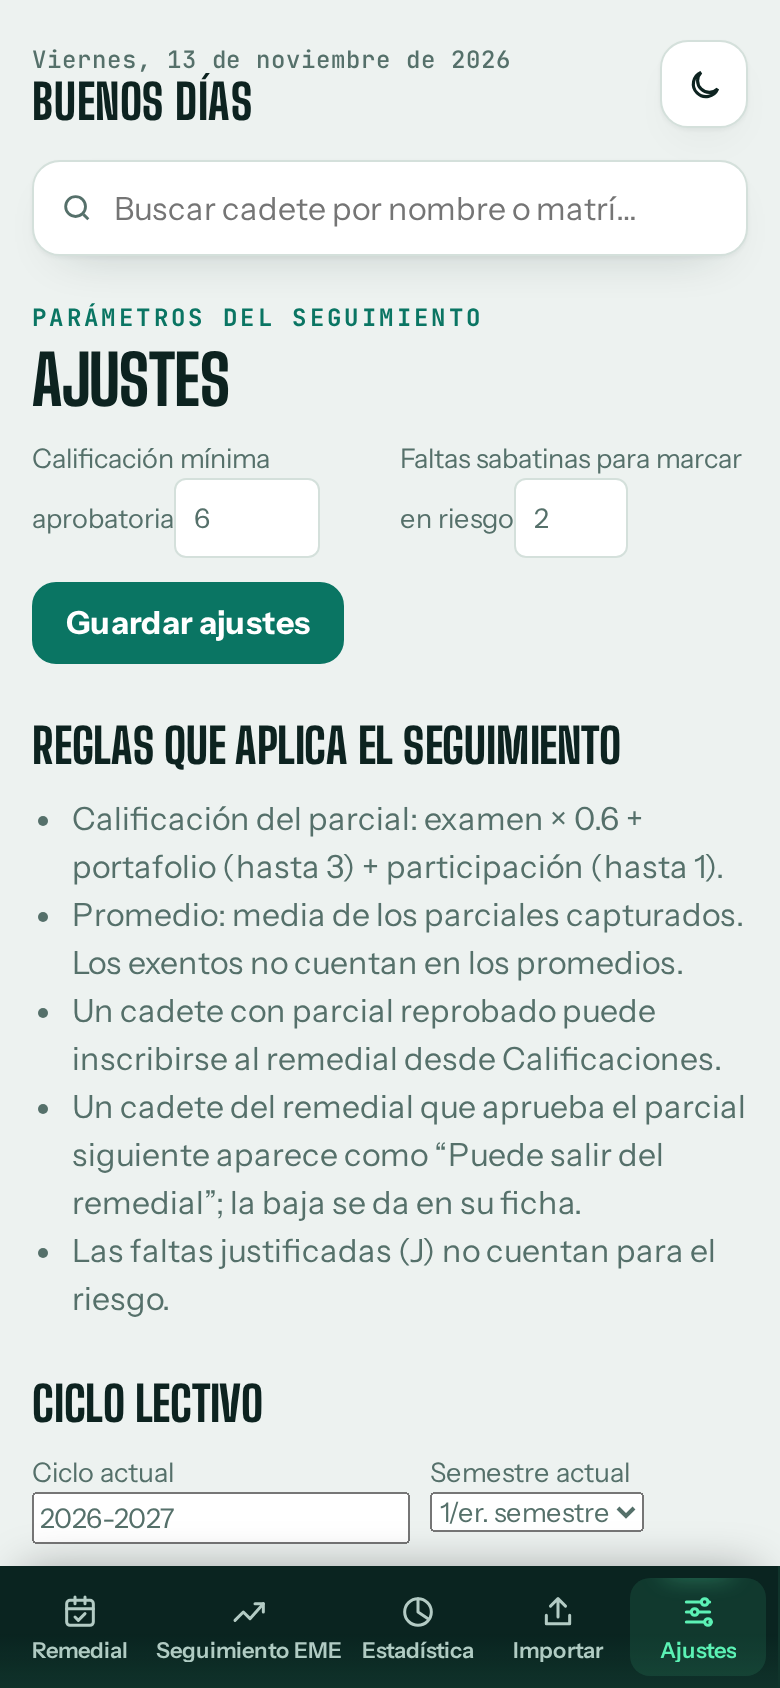 Viernes, 13 de noviembre de 2026
BUENOS DÍAS
Buscar cadete por nombre o matrí...
PARÁMETROS DEL SEGUIMIENTO
AJUSTES
Calificación mínima
aprobatoria 6
Faltas sabatinas para marcar
en riesgo 2
Guardar ajustes
REGLAS QUE APLICA EL SEGUIMIENTO
• Calificación del parcial: examen × 0.6 +
portafolio (hasta 3) + participación (hasta 1).
• Promedio: media de los parciales capturados.
Los exentos no cuentan en los promedios.
• Un cadete con parcial reprobado puede
inscribirse al remedial desde Calificaciones.
• Un cadete del remedial que aprueba el parcial
siguiente aparece como “Puede salir del
remedial”; la baja se da en su ficha.
• Las faltas justificadas (J) no cuentan para el
riesgo.
CICLO LECTIVO
Ciclo actual
2026-2027
Semestre actual
1/er. semestre
Remedial
Seguimiento EME
Estadística
Importar
Ajustes